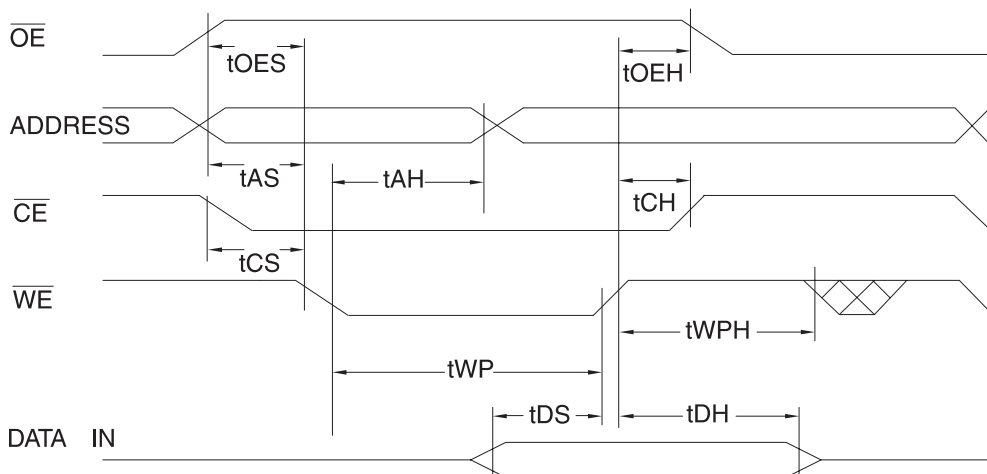 OE
tOES
tOEH
ADDRESS
tAS
tAH
tCH
CE
tCS
WE
tWPH
tWP
tDS
tDH
DATA IN